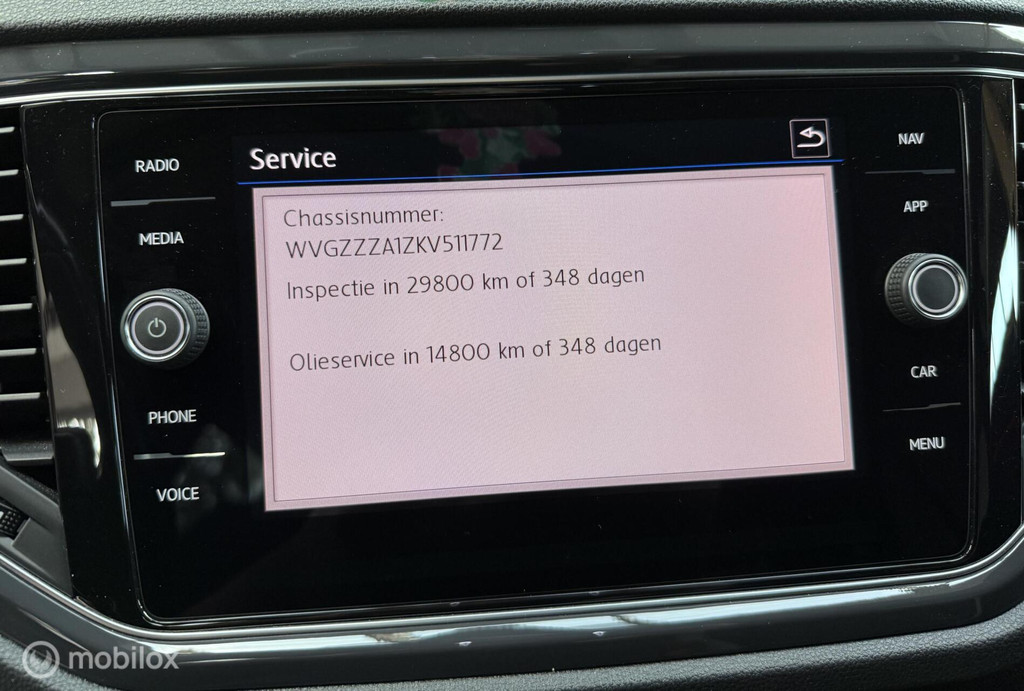 Service
RADIO
MEDIA
PHONE
VOICE
Chassisnummer:
WVGZZZA1ZKV511772
Inspectie in 29800 km of 348 dagen
Olieservice in 14800 km of 348 dagen
NAV
APP
CAR
MENU
mobilox